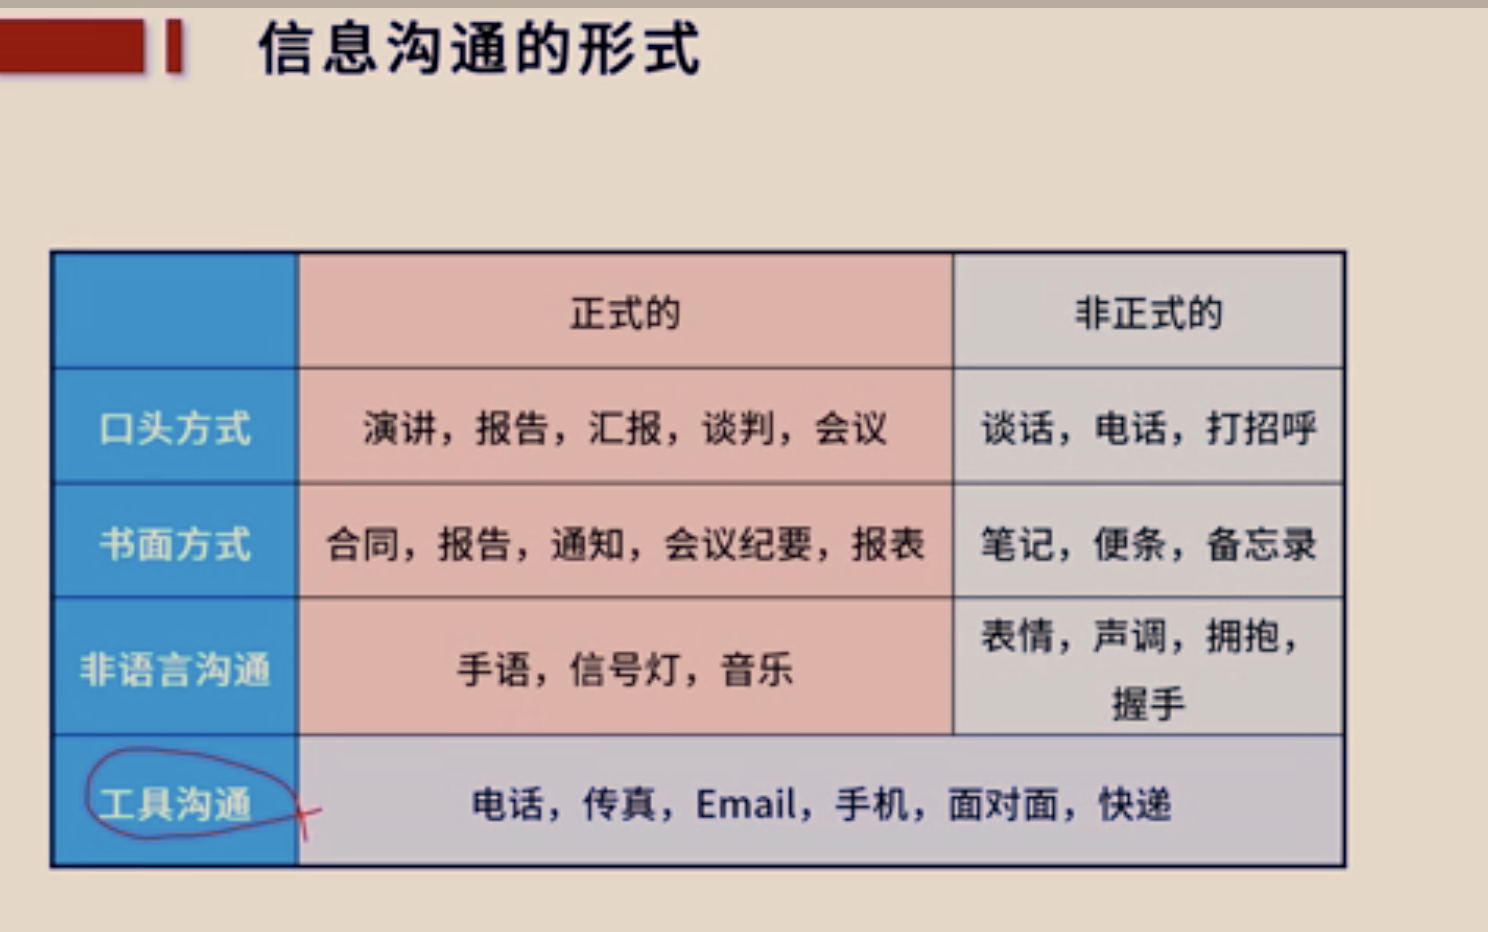 信息沟通的形式
正式的 非正式的
口头方式 演讲，报告，汇报，谈判，会议 谈话，电话，打招呼
书面方式 合同，报告，通知，会议纪要，报表 笔记，便条，备忘录
非语言沟通 手语，信号灯，音乐 表情，声调，拥抱，
握手
工具沟通 电话，传真，Email，手机，面对面，快递